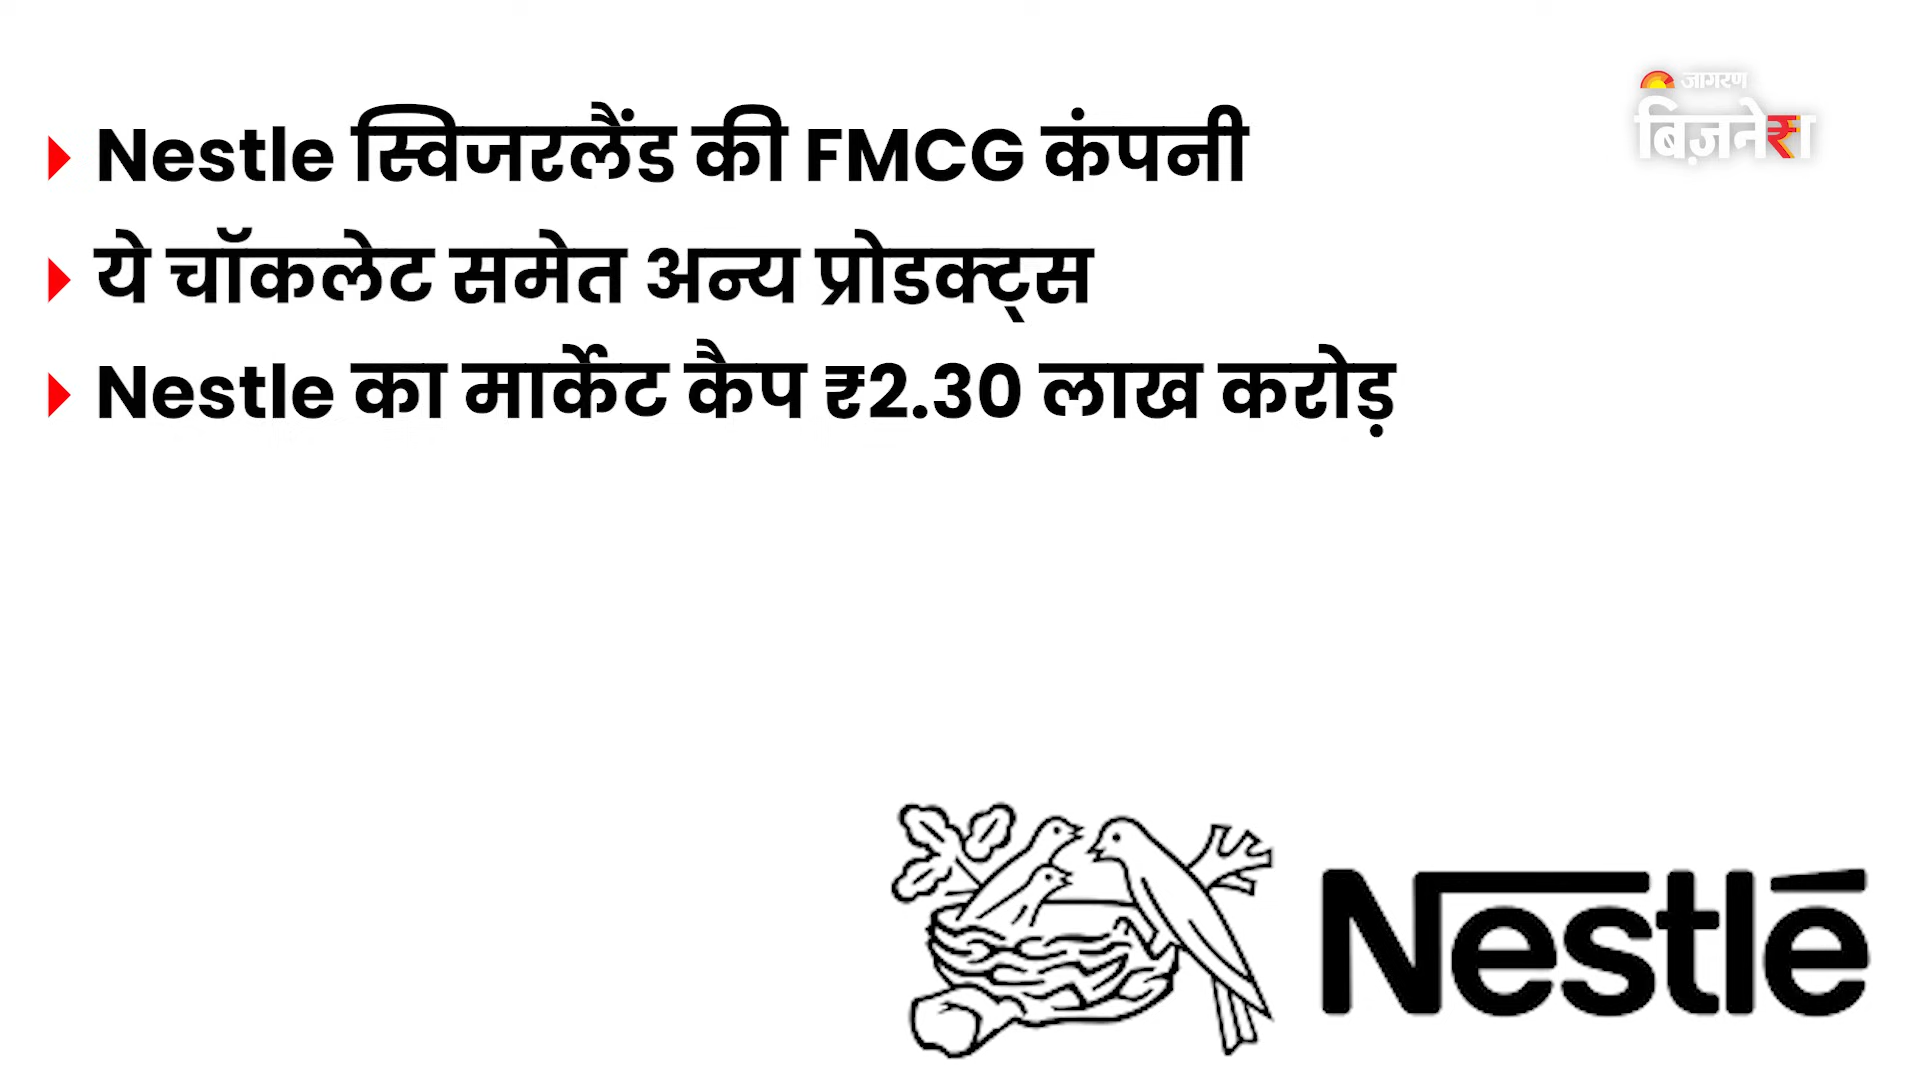 जागरण
बिज़नेस
Nestle स्विजरलैंड की FMCG कंपनी
ये चॉकलेट समेत अन्य प्रोडक्ट्स
Nestle का मार्केट कैप ₹2.30 लाख करोड़
Nestlé